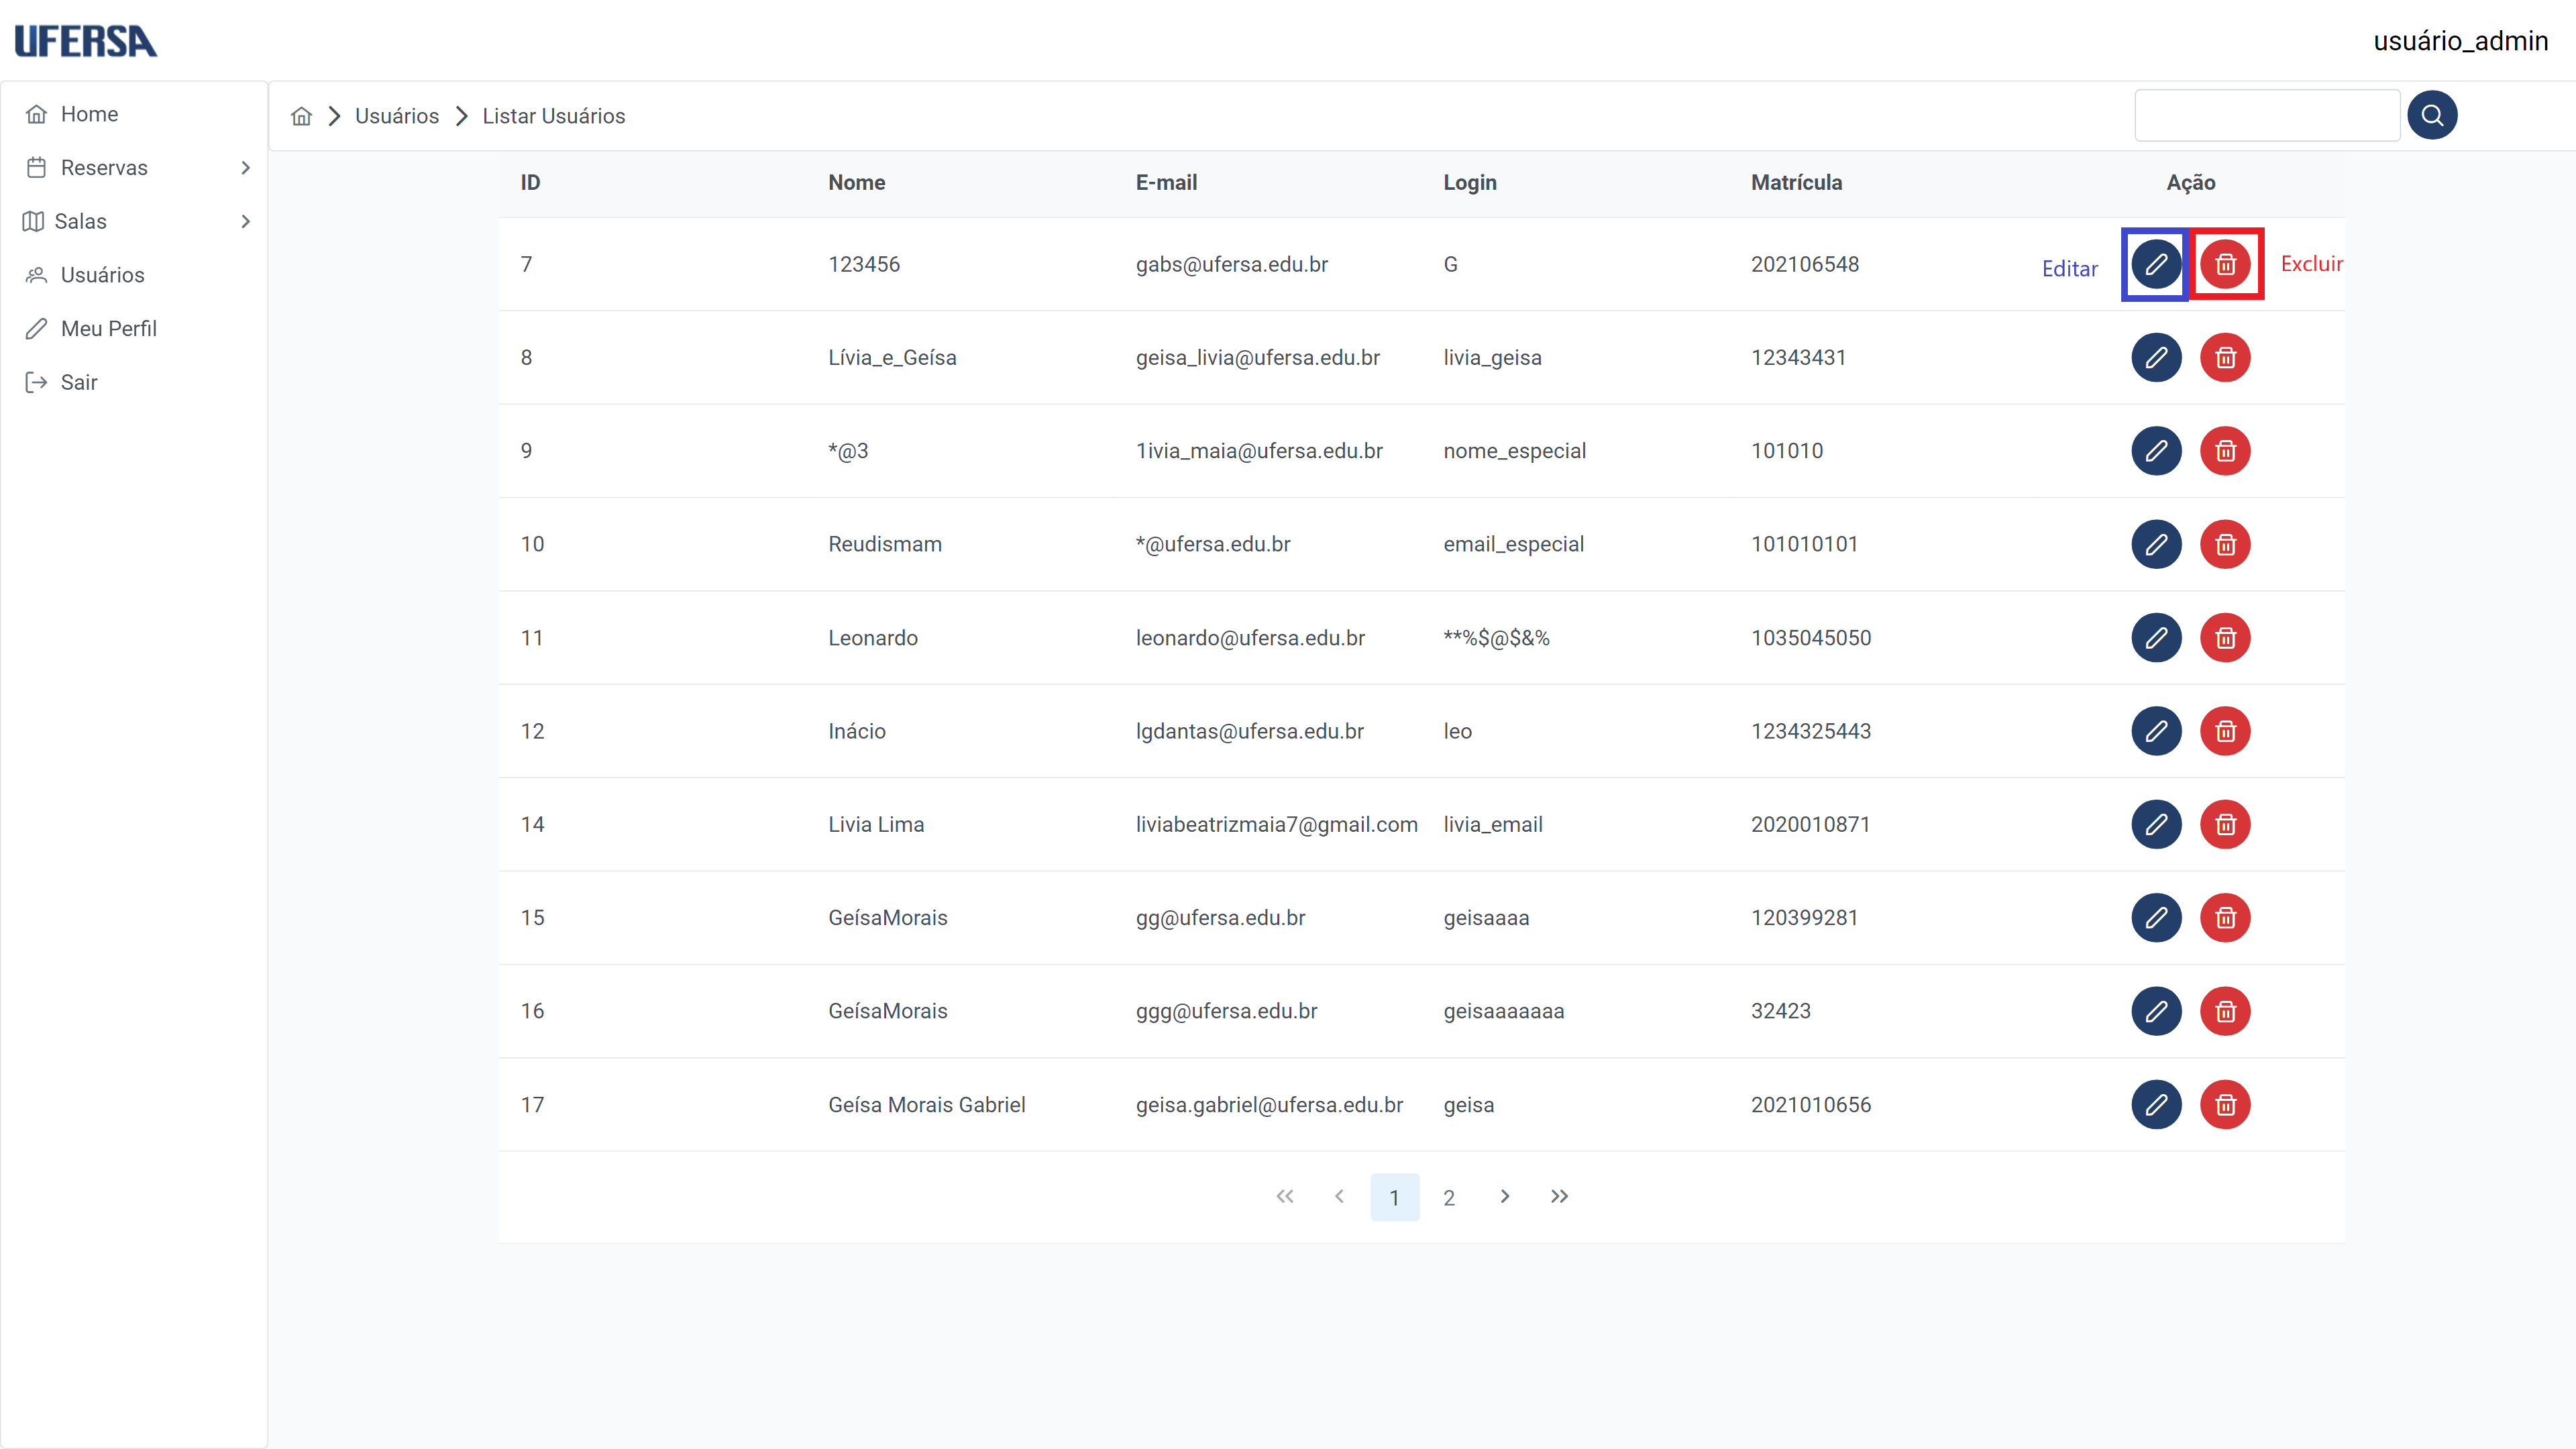 UFERSA
usuário_admin
Home
Reservas
Salas
Usuários
Meu Perfil
Sair
Usuários Listar Usuários
ID Nome E-mail Login Matrícula Ação
7 123456 gabs@ufersa.edu.br G 202106548 Editar Excluir
8 Lívia_e_Geísa geisa_livia@ufersa.edu.br livia_geisa 12343431
9 *@3 1ivia_maia@ufersa.edu.br nome_especial 101010
10 Reudismam *@ufersa.edu.br email_especial 101010101
11 Leonardo leonardo@ufersa.edu.br **%$@$&% 1035045050
12 Inácio lgdantas@ufersa.edu.br leo 1234325443
14 Livia Lima liviabeatrizmaia7@gmail.com livia_email 2020010871
15 GeísaMorais gg@ufersa.edu.br geisaaaa 120399281
16 GeísaMorais ggg@ufersa.edu.br geisaaaaaaa 32423
17 Geísa Morais Gabriel geisa.gabriel@ufersa.edu.br geisa 2021010656
1 2